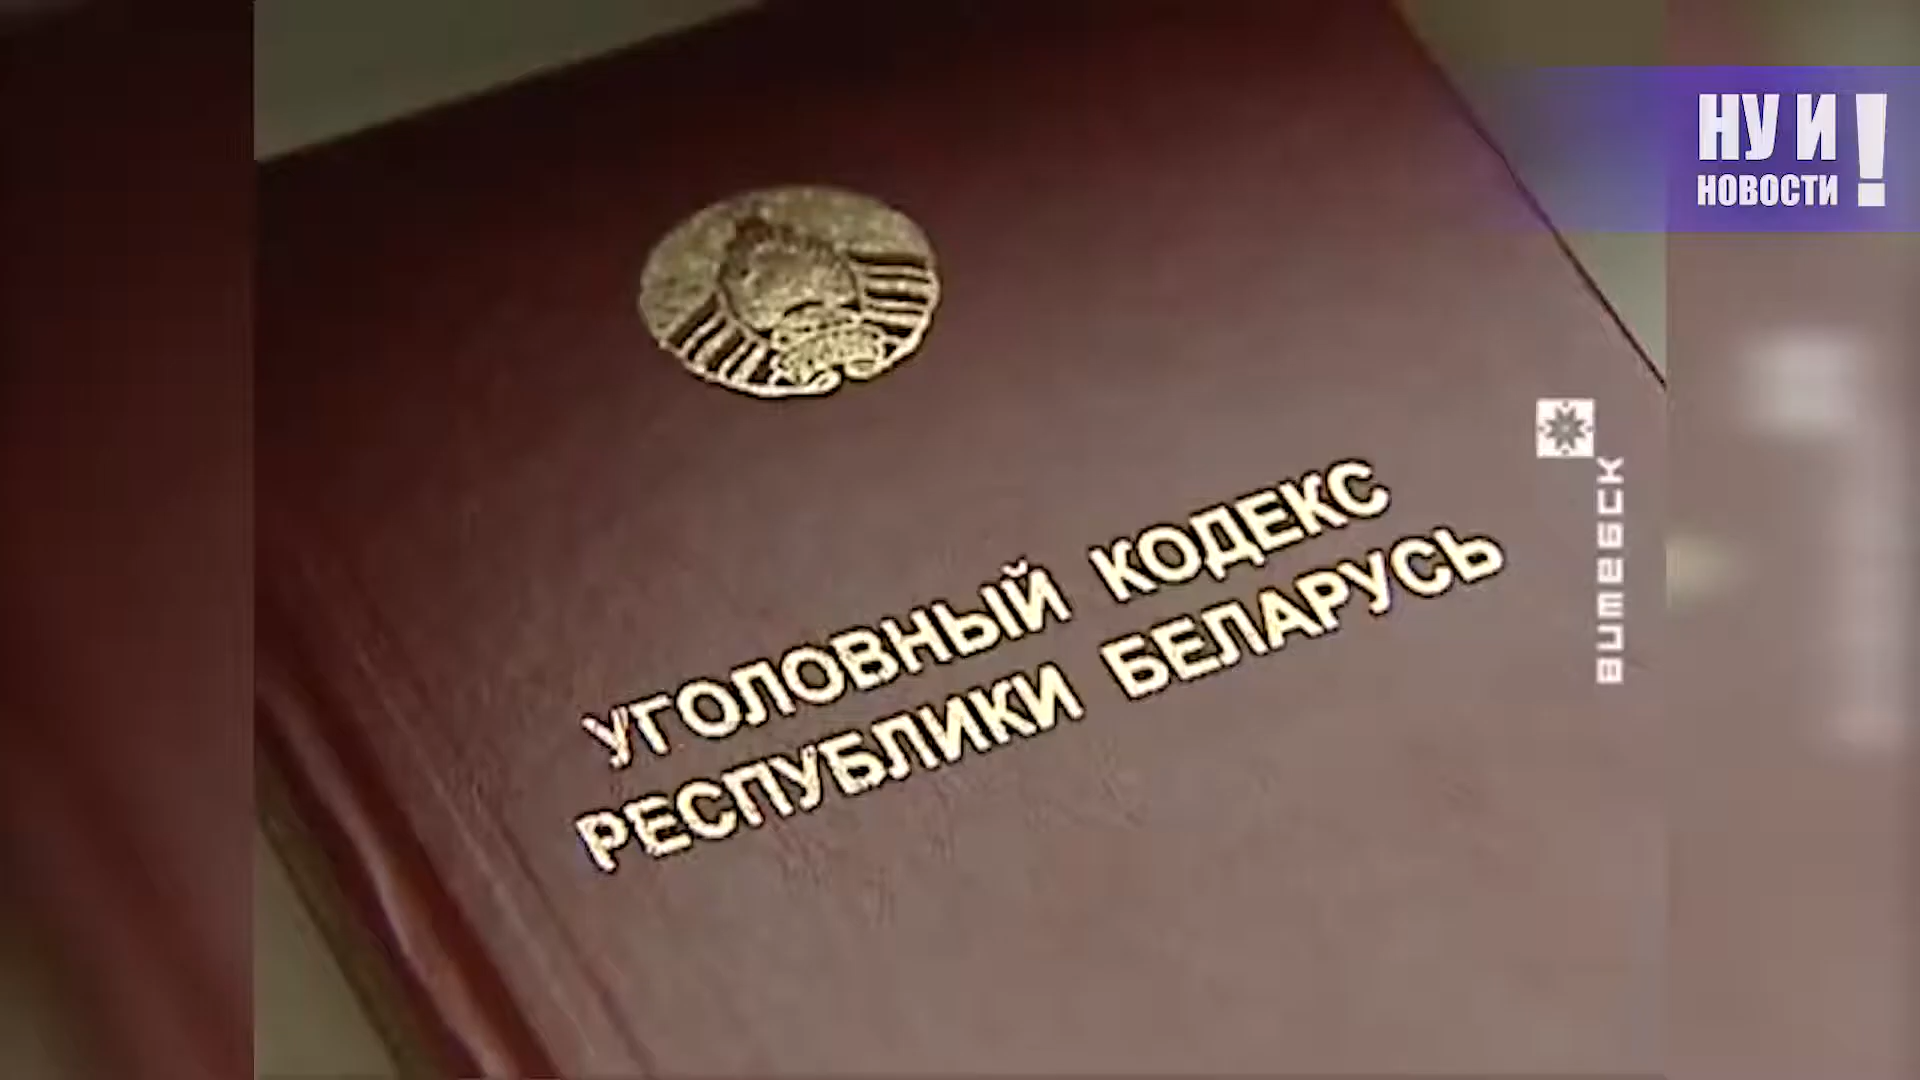 НУ И !
НОВОСТИ
УГОЛОВНЫЙ КОДЕКС
РЕСПУБЛИКИ БЕЛАРУСЬ
витебск